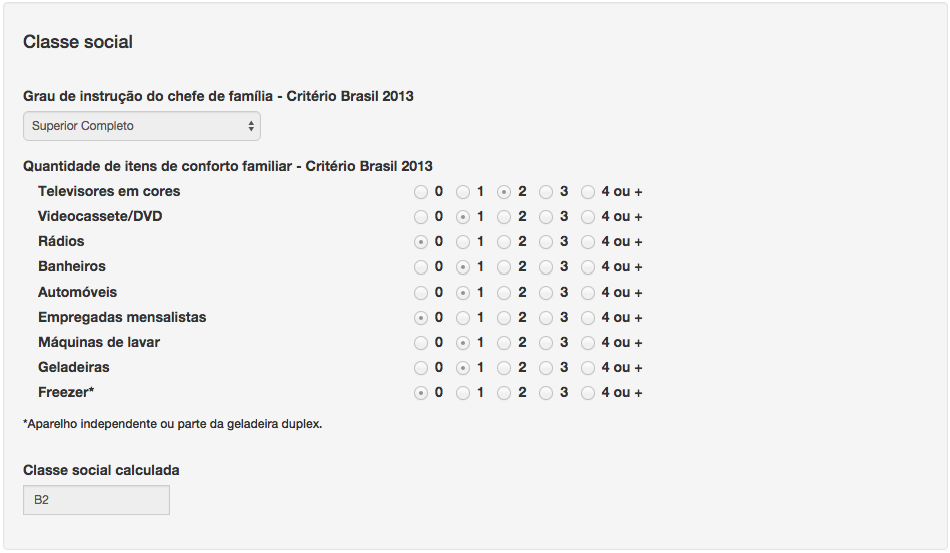 Classe social
Grau de instrução do chefe de família - Critério Brasil 2013
Superior Completo
Quantidade de itens de conforto familiar - Critério Brasil 2013
Televisores em cores 0 1 2 3 4 ou +
Videocassete/DVD 0 1 2 3 4 ou +
Rádios 0 1 2 3 4 ou +
Banheiros 0 1 2 3 4 ou +
Automóveis 0 1 2 3 4 ou +
Empregadas mensalistas 0 1 2 3 4 ou +
Máquinas de lavar 0 1 2 3 4 ou +
Geladeiras 0 1 2 3 4 ou +
Freezer* 0 1 2 3 4 ou +
*Aparelho independente ou parte da geladeira duplex.
Classe social calculada
B2